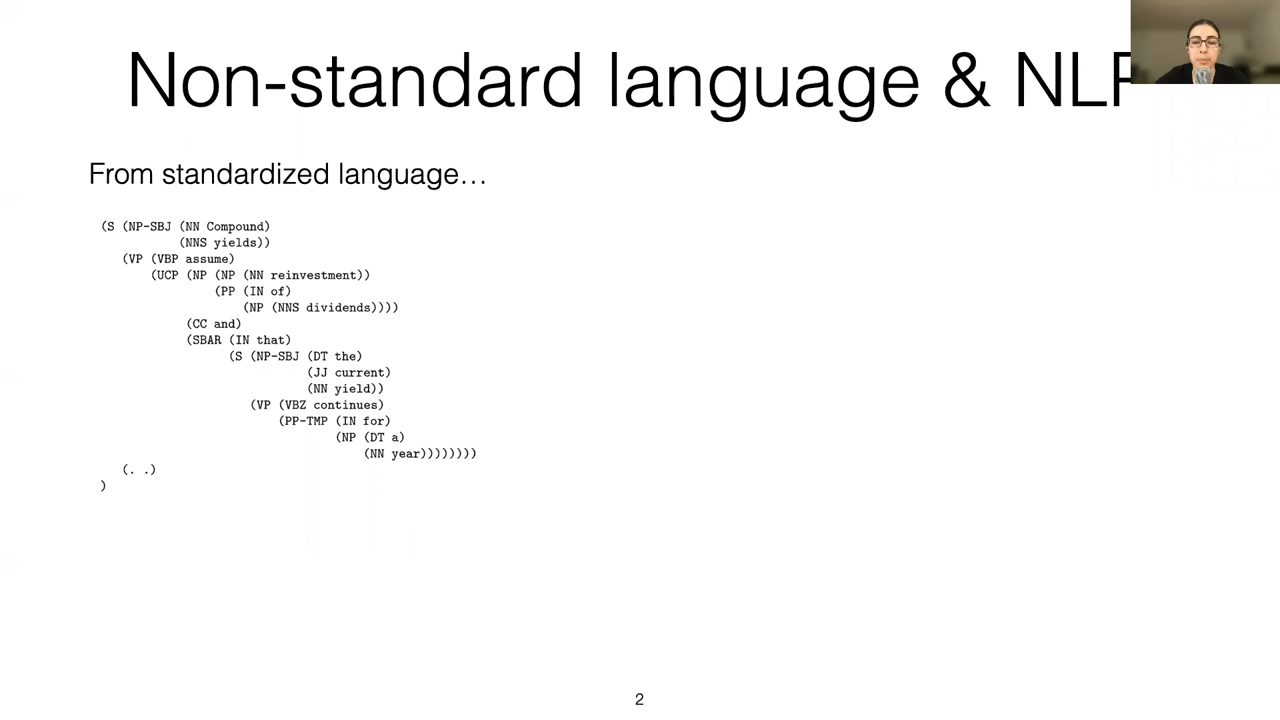 Non-standard language & NLP
From standardized language…
(S (NP-SBJ (NN Compound)
(NNS yields))
(VP (VBP assume)
(UCP (NP (NP (NN reinvestment))
(PP (IN of)
(NP (NNS dividends))))
(CC and)
(SBAR (IN that)
(S (NP-SBJ (DT the)
(JJ current)
(NN yield))
(VP (VBZ continues)
(PP-TMP (IN for)
(NP (DT a)
(NN year))))))))
(. .)
)
2